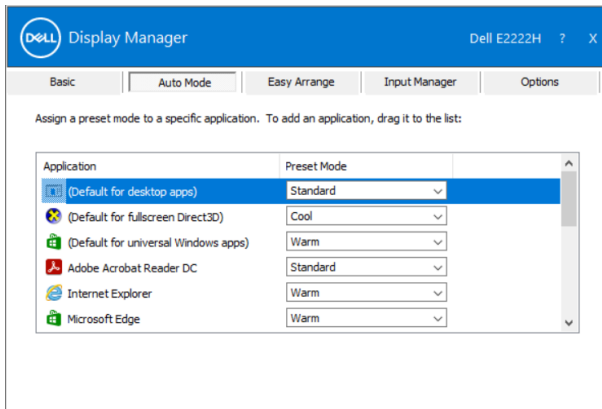 DELL Display Manager Dell E2222H ? X
Basic Auto Mode Easy Arrange Input Manager Options
Assign a preset mode to a specific application. To add an application, drag it to the list:
Application Preset Mode
(Default for desktop apps) Standard
(Default for fullscreen Direct3D) Cool
(Default for universal Windows apps) Warm
Adobe Acrobat Reader DC Standard
Internet Explorer Warm
Microsoft Edge Warm